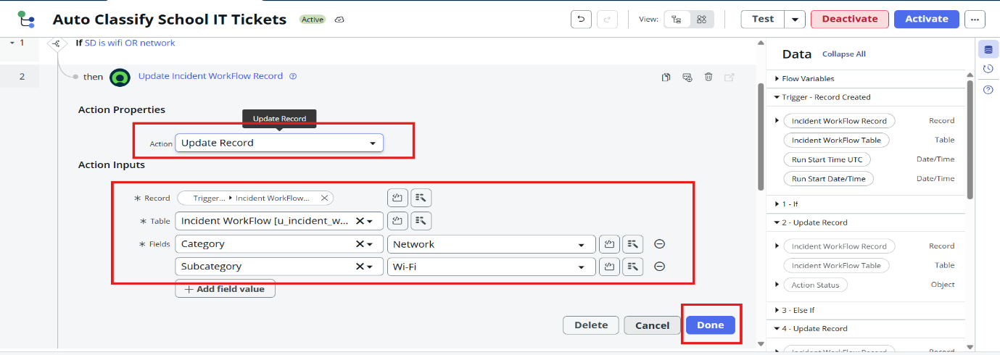 Auto Classify School IT Tickets Active View: Test Deactivate Activate ...
1 If SD is wifi OR network
2 then Update Incident WorkFlow Record
Action Properties
Update Record
Action Update Record
Action Inputs
* Record Trigger... Incident WorkFlow...
* Table Incident WorkFlow [u_incident_w...
* Fields Category Network
Subcategory Wi-Fi
+ Add field value
Delete Cancel Done
Data Collapse All
Flow Variables
Trigger - Record Created
Incident WorkFlow Record Record
Incident WorkFlow Table Table
Run Start Time UTC Date/Time
Run Start Date/Time Date/Time
1 - If
2 - Update Record
Incident WorkFlow Record Record
Incident WorkFlow Table Table
Action Status Object
3 - Else If
4 - Update Record
Incident WorkFlow Record Record